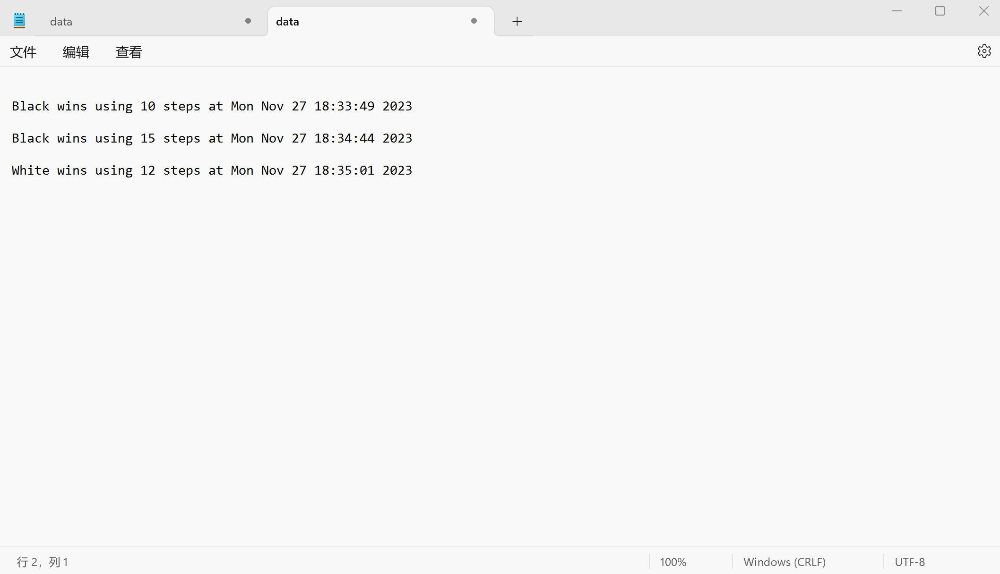 data
data
文件 编辑 查看
Black wins using 10 steps at Mon Nov 27 18:33:49 2023
Black wins using 15 steps at Mon Nov 27 18:34:44 2023
White wins using 12 steps at Mon Nov 27 18:35:01 2023
行 2，列 1 100% Windows (CRLF) UTF-8